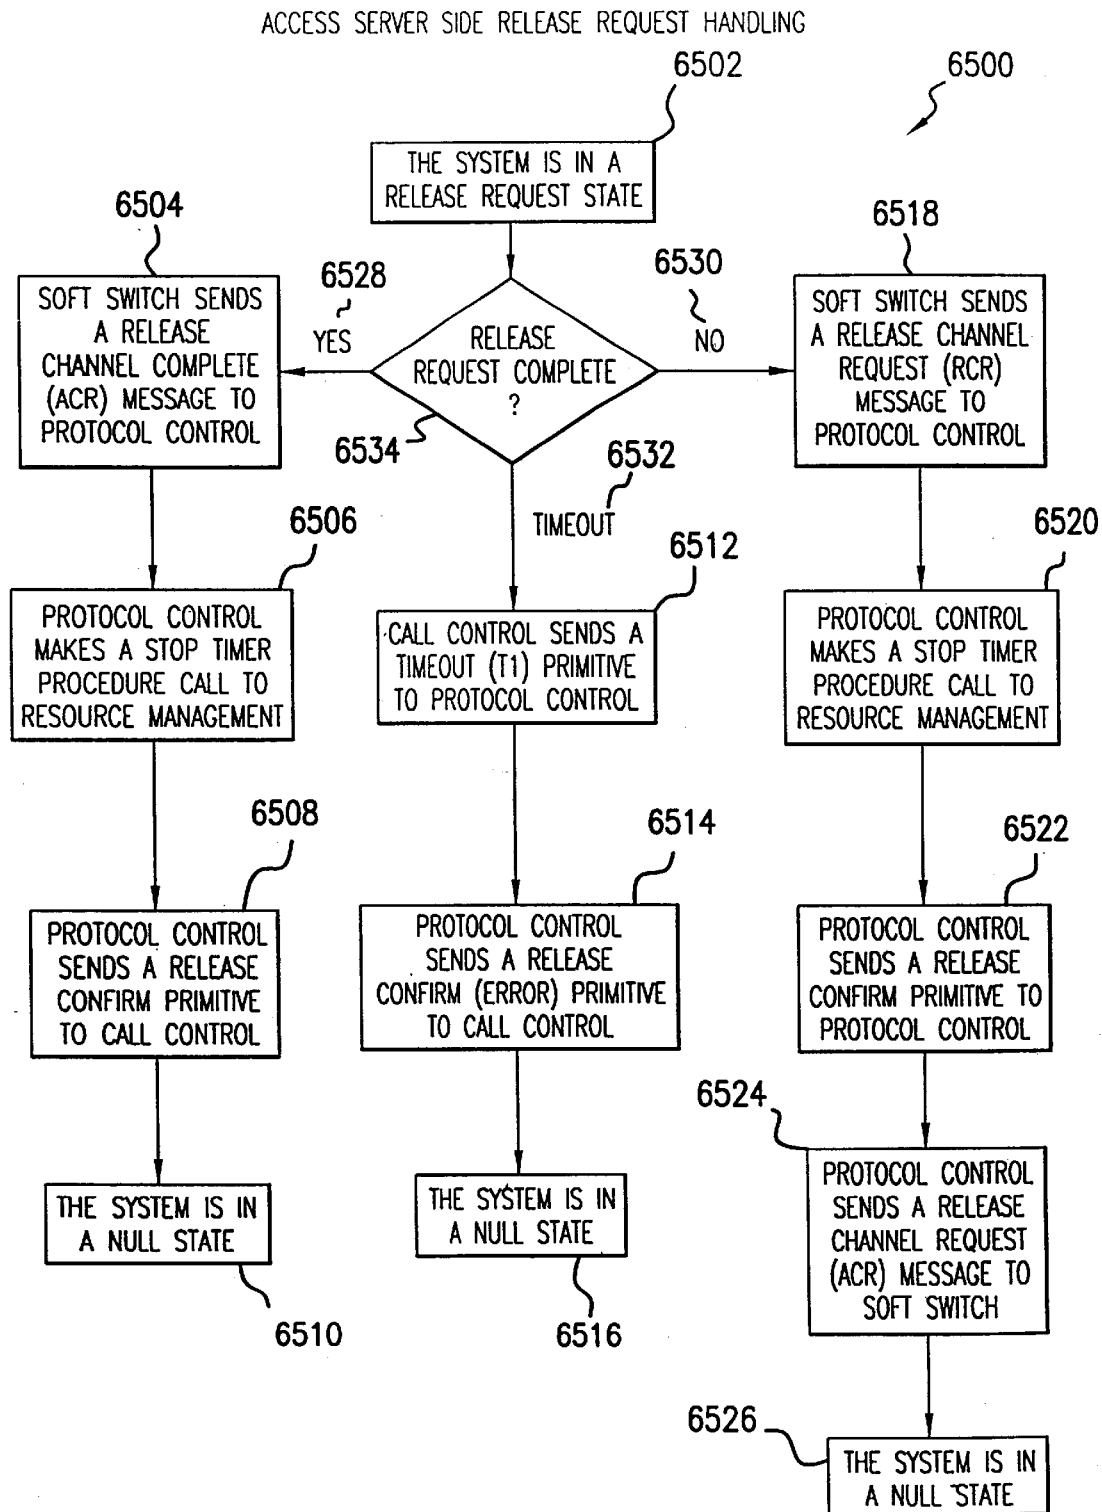 ACCESS SERVER SIDE RELEASE REQUEST HANDLING
6502
6500
THE SYSTEM IS IN A
RELEASE REQUEST STATE
6504
SOFT SWITCH SENDS
A RELEASE
CHANNEL COMPLETE
(ACR) MESSAGE TO
PROTOCOL CONTROL
6528
YES
RELEASE
REQUEST COMPLETE
?
6534
6530
NO
6518
SOFT SWITCH SENDS
A RELEASE CHANNEL
REQUEST (RCR)
MESSAGE TO
PROTOCOL CONTROL
6532
TIMEOUT
6506
PROTOCOL CONTROL
MAKES A STOP TIMER
PROCEDURE CALL TO
RESOURCE MANAGEMENT
6512
CALL CONTROL SENDS A
TIMEOUT (T1) PRIMITIVE
TO PROTOCOL CONTROL
6520
PROTOCOL CONTROL
MAKES A STOP TIMER
PROCEDURE CALL TO
RESOURCE MANAGEMENT
6508
PROTOCOL CONTROL
SENDS A RELEASE
CONFIRM PRIMITIVE
TO CALL CONTROL
6514
PROTOCOL CONTROL
SENDS A RELEASE
CONFIRM (ERROR) PRIMITIVE
TO CALL CONTROL
6522
PROTOCOL CONTROL
SENDS A RELEASE
CONFIRM PRIMITIVE TO
PROTOCOL CONTROL
THE SYSTEM IS IN
A NULL STATE
6510
THE SYSTEM IS IN
A NULL STATE
6516
6524
PROTOCOL CONTROL
SENDS A RELEASE
CHANNEL REQUEST
(ACR) MESSAGE TO
SOFT SWITCH
6526
THE SYSTEM IS IN
A NULL STATE